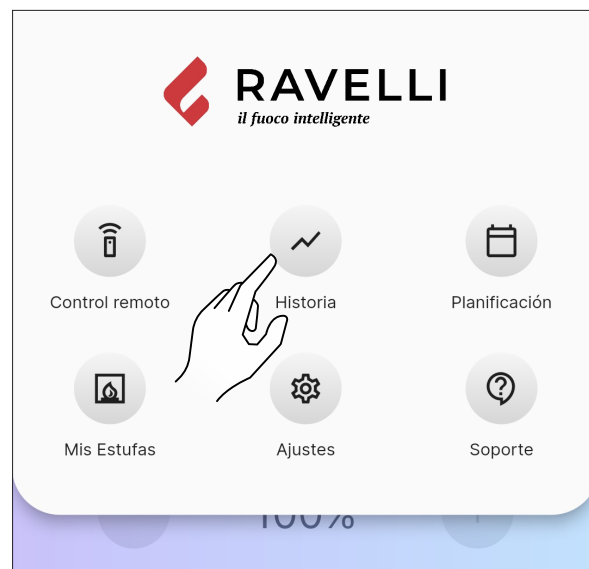 RAVELLI
il fuoco intelligente
Control remoto
Historia
Planificación
Mis Estufas
Ajustes
Soporte
100%